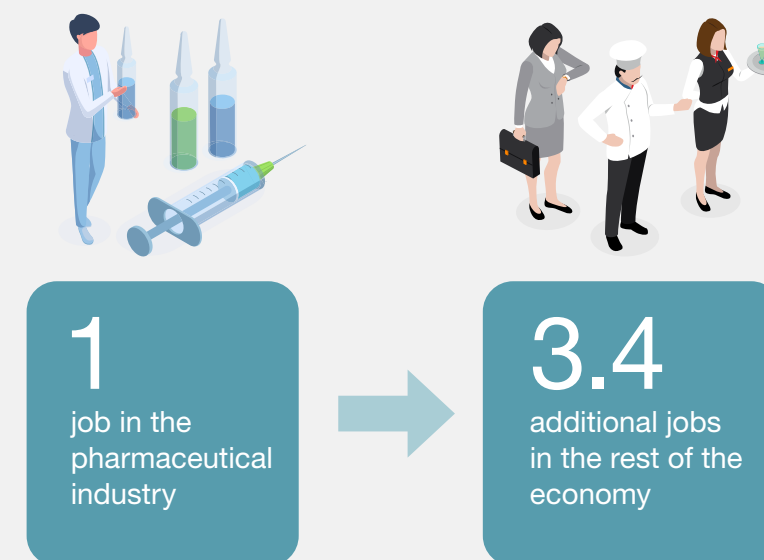 1
job in the
pharmaceutical
industry
3.4
additional jobs
in the rest of the
economy